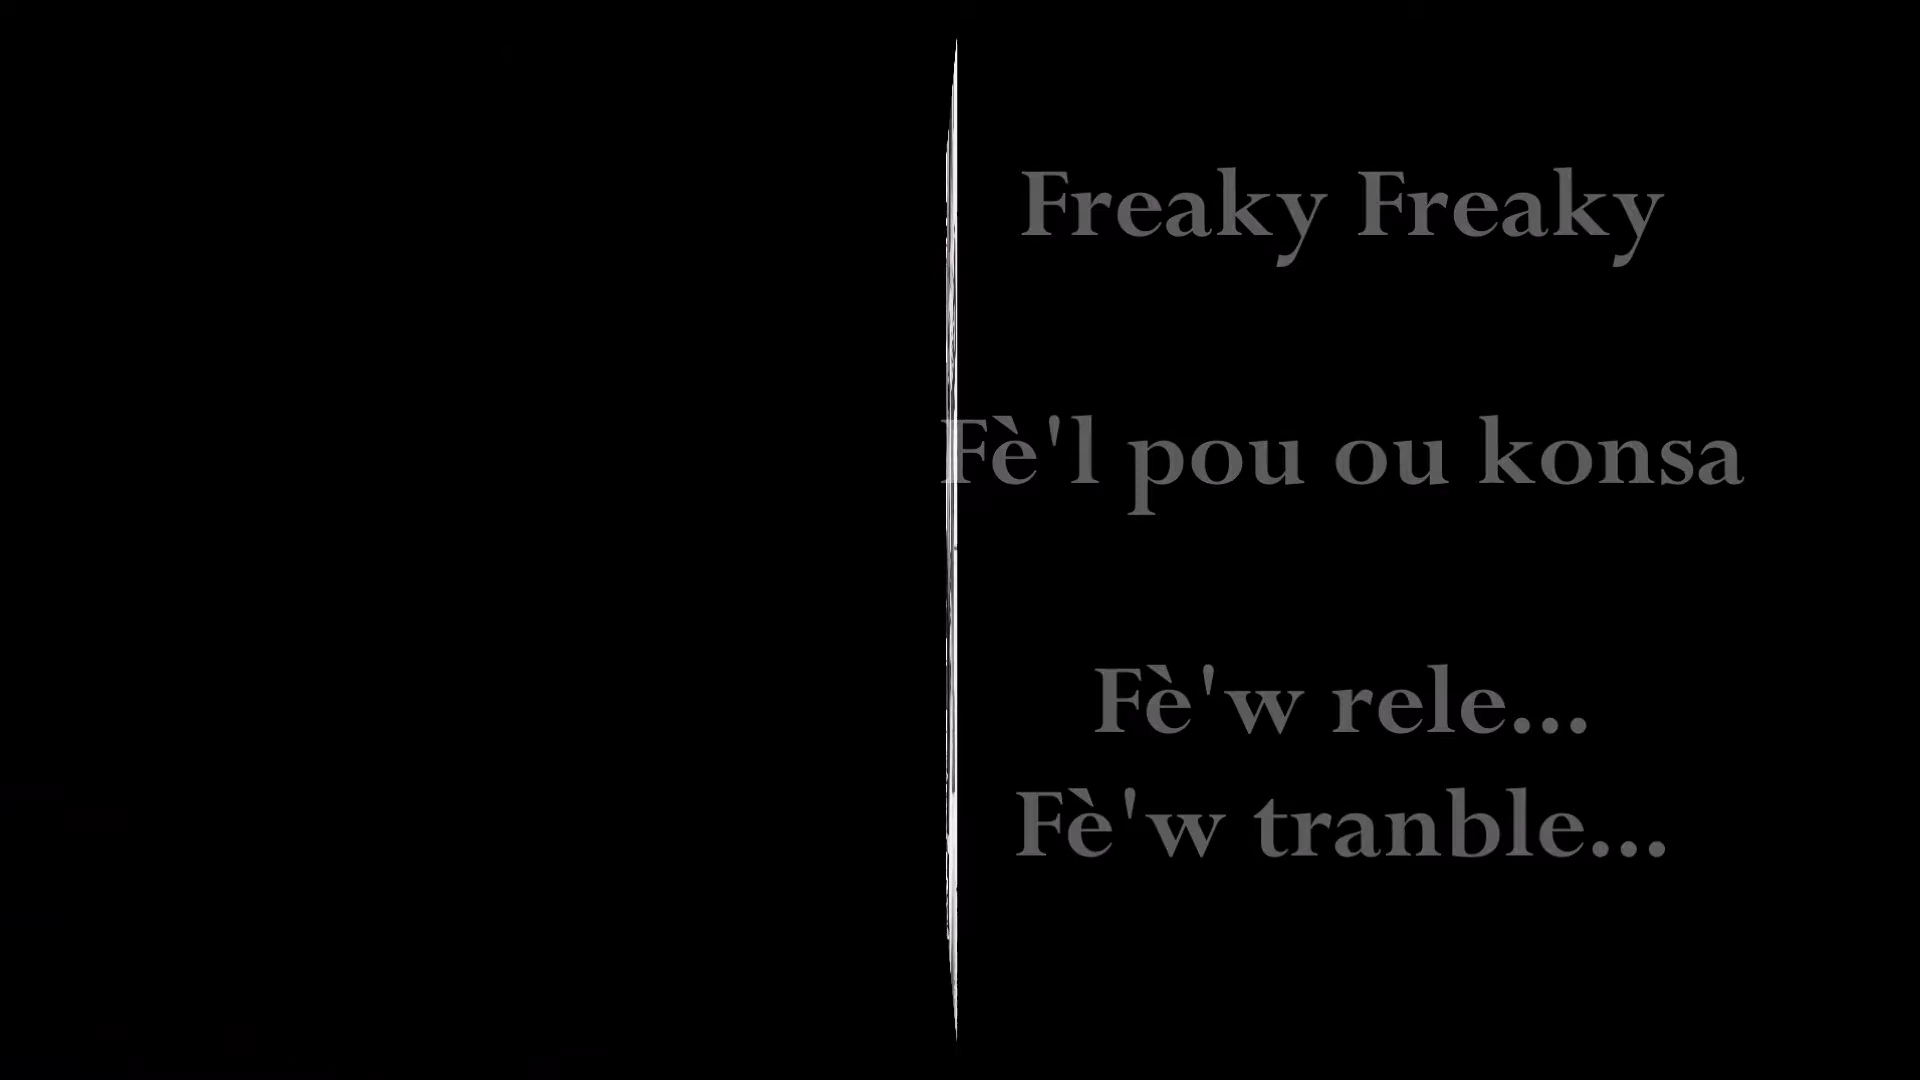 Freaky Freaky
Fè'l pou ou konsa
Fè'w rele...
Fè'w tranble...